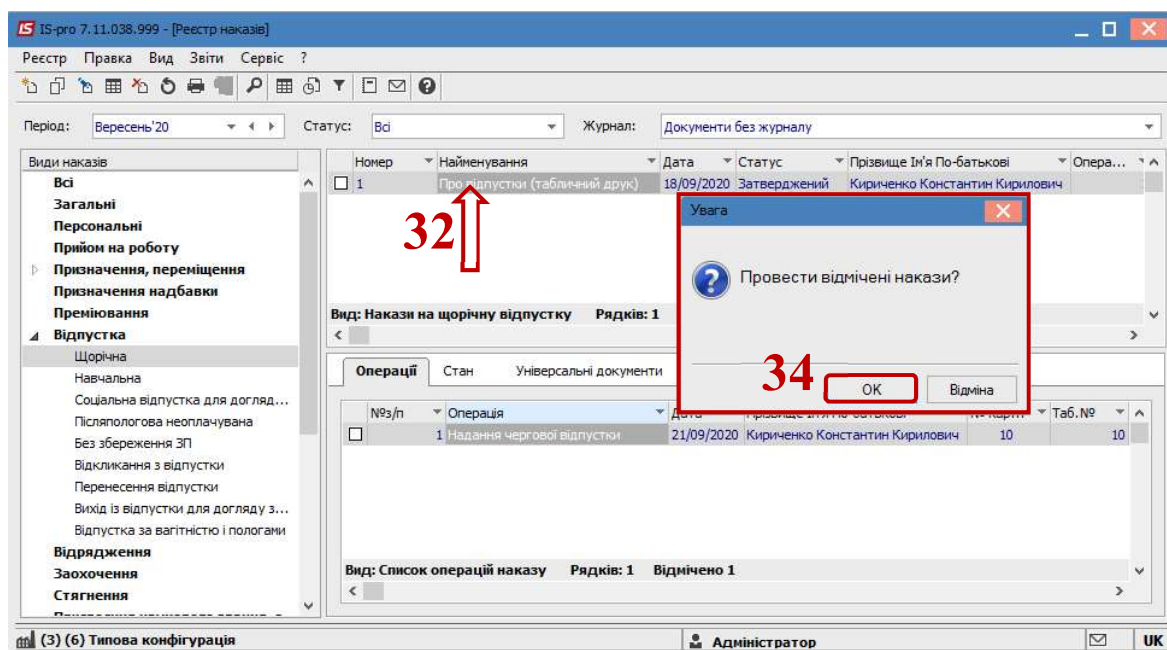 IS-pro 7.11.038.999 - [Реєстр наказів]
Реєстр Правка Вид Звіти Сервіс ?
Період: Вересень'20 Статус: Всі Журнал: Документи без журналу
Види наказів
Всі
Загальні
Персональні
Прийом на роботу
Призначення, переміщення
Призначення надбавки
Преміювання
Відпустка
Щорічна
Навчальна
Соціальна відпустка для догляд...
Післяпологова неоплачувана
Без збереження ЗП
Відкликання з відпустки
Перенесення відпустки
Вихід із відпустки для догляду з...
Відпустка за вагітністю і пологами
Відрядження
Заохочення
Стягнення
Номер Найменування Дата Статус Прізвище Ім'я По-батькові Опера...
1 Про відпустки (табличний друк) 18/09/2020 Затверджений Кириченко Константин Кирилович
32
Вид: Накази на щорічну відпустку Рядків: 1
Увага
Провести відмічені накази?
34
OK Відміна
Операції Стан Універсальні документи
№з/п Операція Дата Прізвище Ім'я По-батькові № карт. Таб.№
1 Надання чергової відпустки 21/09/2020 Кириченко Константин Кирилович 10 10
Вид: Список операцій наказу Рядків: 1 Відмічено 1
(3) (6) Типова конфігурація Адміністратор UK